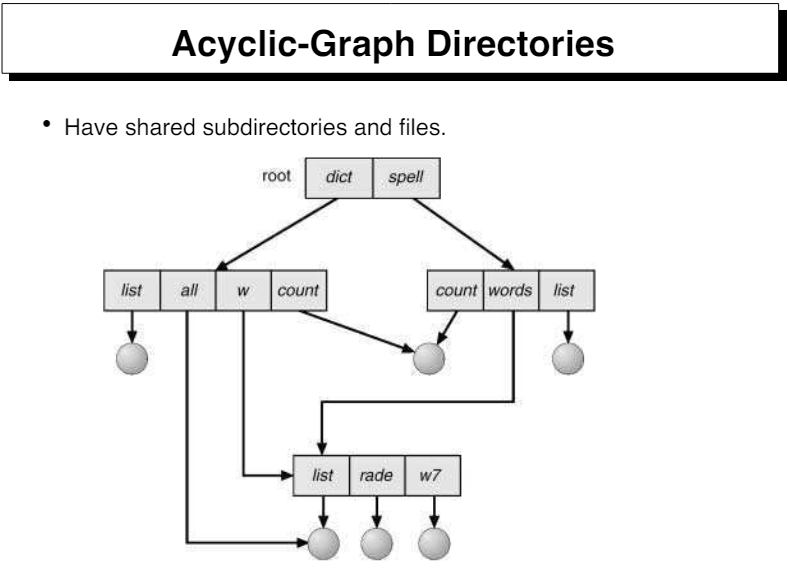 Acyclic-Graph Directories
• Have shared subdirectories and files.
root dict spell
list all w count count words list
list rade w7